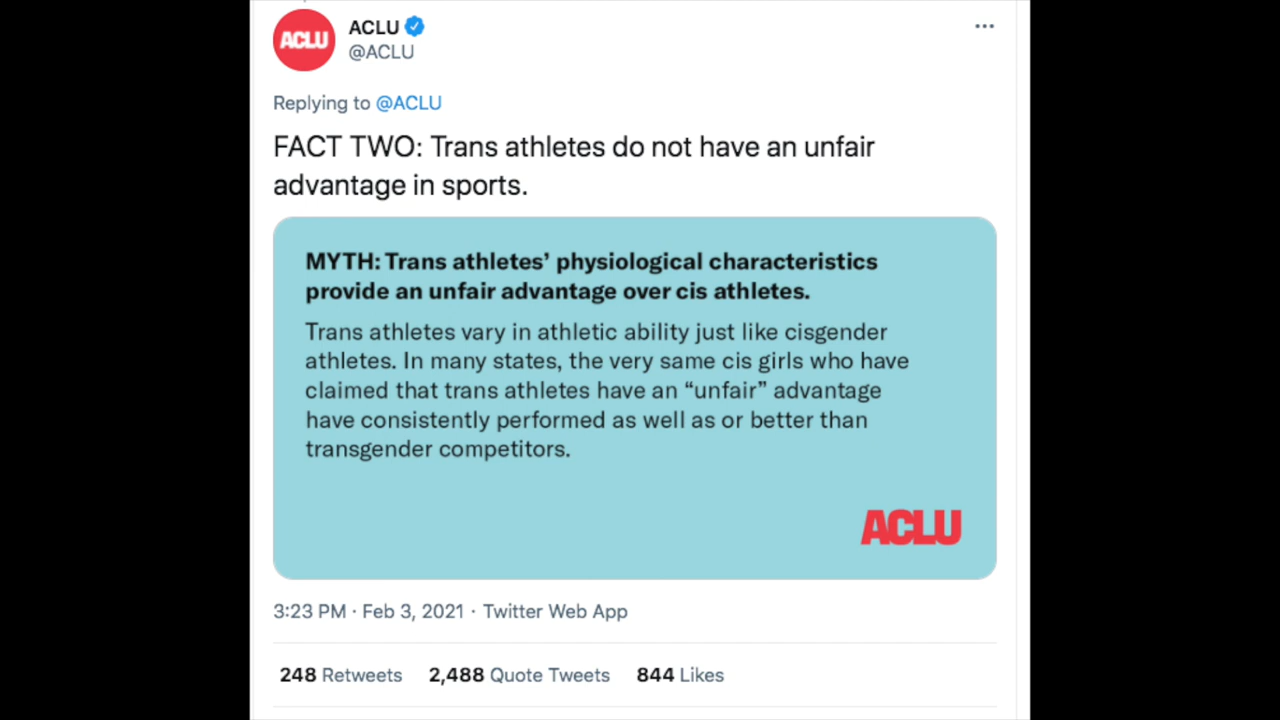 ACLU
ACLU
@ACLU
Replying to @ACLU
FACT TWO: Trans athletes do not have an unfair
advantage in sports.
MYTH: Trans athletes’ physiological characteristics
provide an unfair advantage over cis athletes.
Trans athletes vary in athletic ability just like cisgender
athletes. In many states, the very same cis girls who have
claimed that trans athletes have an “unfair” advantage
have consistently performed as well as or better than
transgender competitors.
ACLU
3:23 PM · Feb 3, 2021 · Twitter Web App
248 Retweets 2,488 Quote Tweets 844 Likes